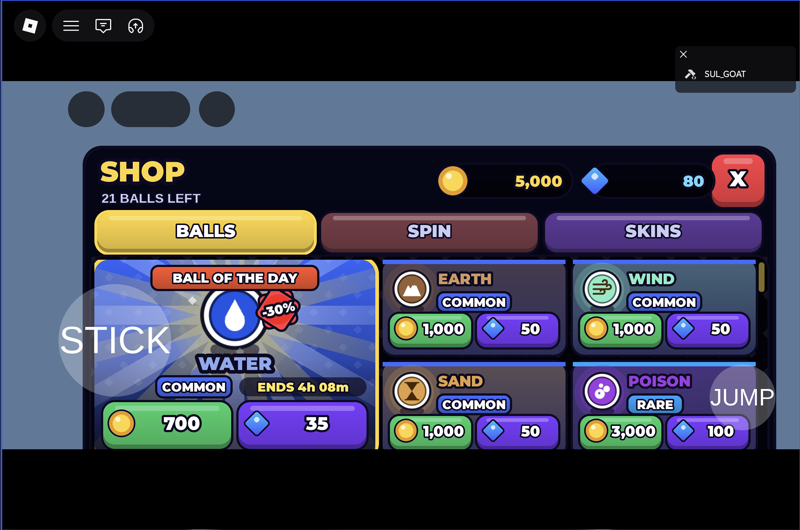 SUL_GOAT
SHOP
21 BALLS LEFT
5,000
80
X
BALLS
SPIN
SKINS
BALL OF THE DAY
-30%
WATER
COMMON
ENDS 4h 08m
700
35
EARTH
COMMON
1,000
50
WIND
COMMON
1,000
50
SAND
COMMON
1,000
50
POISON
RARE
3,000
100
STICK
JUMP